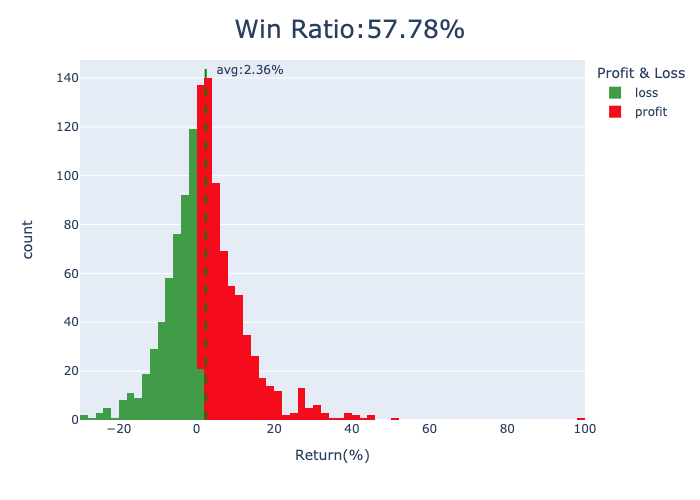 Win Ratio:57.78%
avg:2.36%
Profit & Loss
loss
profit
140
120
100
80
60
40
20
0
count
−20
0
20
40
60
80
100
Return(%)